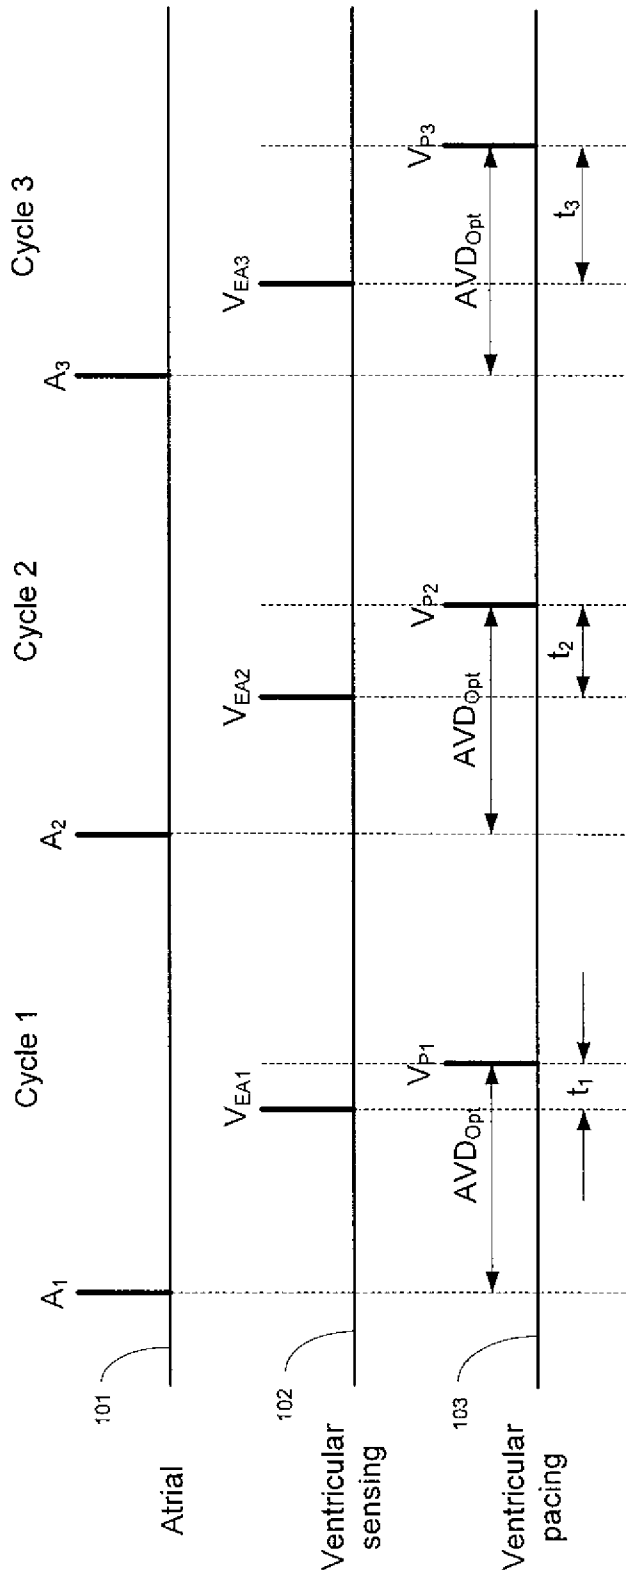 Cycle 1
Cycle 2
Cycle 3
A1
A2
A3
101
Atrial
VEA1
VEA2
VEA3
102
Ventricular
sensing
VP1
VP2
VP3
AVDOpt
AVDOpt
AVDOpt
103
Ventricular
pacing
t1
t2
t3